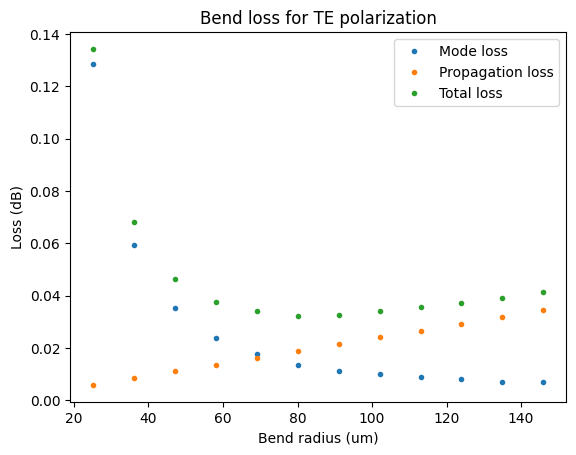 Bend loss for TE polarization
Mode loss
Propagation loss
Total loss
0.14
0.12
0.10
0.08
0.06
0.04
0.02
0.00
Loss (dB)
20
40
60
80
100
120
140
Bend radius (um)